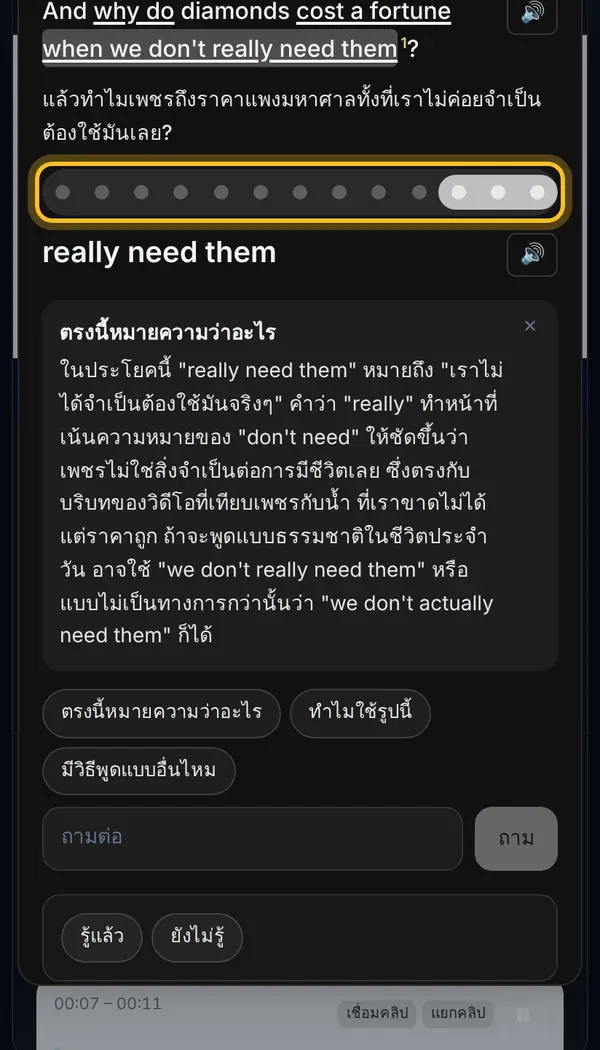 And why do diamonds cost a fortune
when we don't really need them¹?
แล้วทำไมเพชรถึงราคาแพงมหาศาลทั้งที่เราไม่ค่อยจำเป็น
ต้องใช้มันเลย?
really need them
ตรงนี้หมายความว่าอะไร
ในประโยคนี้ "really need them" หมายถึง "เราไม่
ได้จำเป็นต้องใช้มันจริงๆ" คำว่า "really" ทำหน้าที่
เน้นความหมายของ "don't need" ให้ชัดขึ้นว่า
เพชรไม่ใช่สิ่งจำเป็นต่อการมีชีวิตเลย ซึ่งตรงกับ
บริบทของวิดีโอที่เทียบเพชรกับน้ำ ที่เราขาดไม่ได้
แต่ราคาถูก ถ้าจะพูดแบบธรรมชาติในชีวิตประจำ
วัน อาจใช้ "we don't really need them" หรือ
แบบไม่เป็นทางการกว่านั้นว่า "we don't actually
need them" ก็ได้
ตรงนี้หมายความว่าอะไร ทำไมใช้รูปนี้
มีวิธีพูดแบบอื่นไหม
ถามต่อ ถาม
รู้แล้ว ยังไม่รู้
00:07 – 00:11 เชื่อมคลิป แยกคลิป